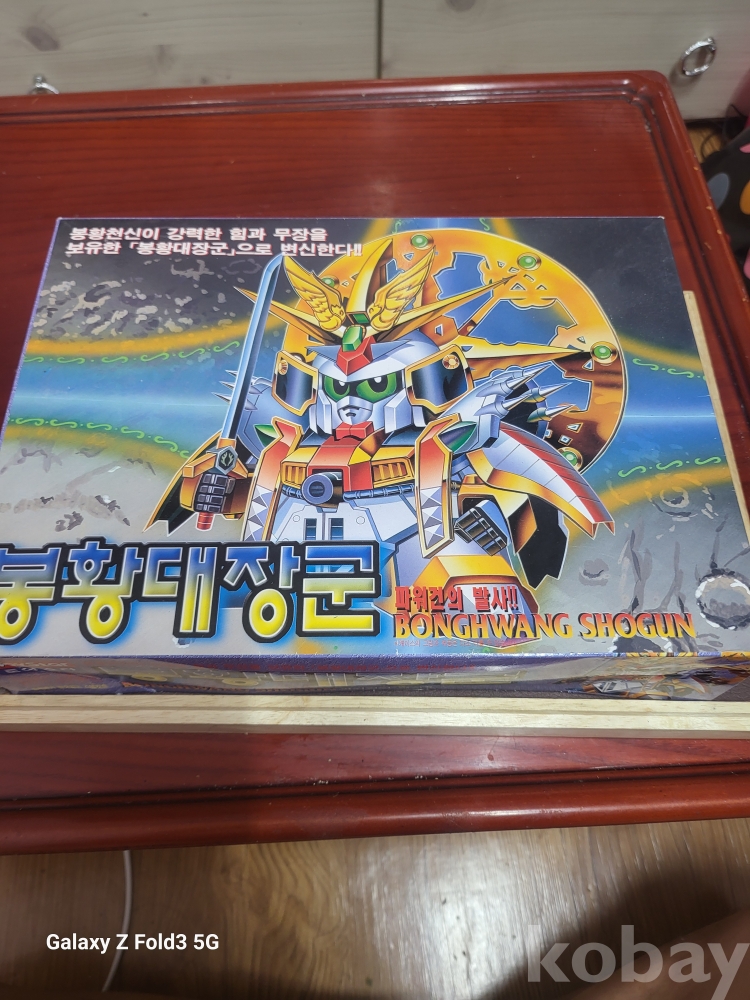 봉황천신이 강력한 힘과 무장을
보유한 「봉황대장군」으로 변신한다!!
봉황대장군
파워건의 발사!!
BONGHWANG SHOGUN
Galaxy Z Fold3 5G
kobay